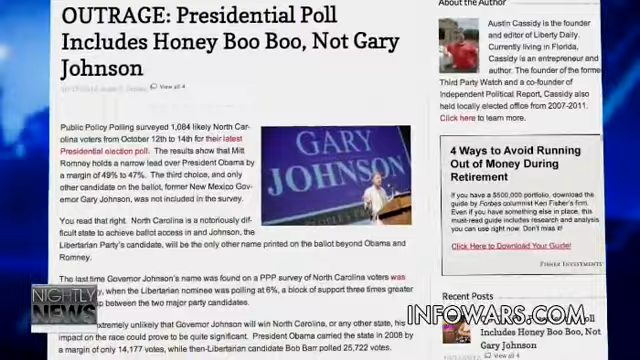 OUTRAGE: Presidential Poll
Includes Honey Boo Boo, Not Gary
Johnson
View all 4
Public Policy Polling surveyed 1,084 likely North Car-
olina voters from October 12th to 14th for their latest
Presidential election poll. The results show that Mitt
Romney holds a narrow lead over President Obama by
a margin of 49% to 47%. The third choice, and only
other candidate on the ballot, former New Mexico Gov-
ernor Gary Johnson, was not included in the survey.
GARY
JOHNSON
You read that right. North Carolina is a notoriously dif-
ficult state to achieve ballot access in and Johnson, the
Libertarian Party's candidate, will be the only other name printed on the ballot beyond Obama and
Romney.
The last time Governor Johnson's name was found on a PPP survey of North Carolina voters was
when the Libertarian nominee was polling at 6%, a block of support three times greater
up between the two major party candidates.
extremely unlikely that Governor Johnson will win North Carolina, or any other state, his
impact on the race could prove to be quite significant. President Obama carried the state in 2008 by
a margin of only 14,177 votes, while then-Libertarian candidate Bob Barr polled 25,722 votes.
About the Author
Austin Cassidy is the founder
and editor of Liberty Daily.
Currently living in Florida,
Cassidy is an entrepreneur and
author. The founder of the former
Third Party Watch and a co-founder of
Independent Political Report, Cassidy also
held locally elected office from 2007-2011.
Click here to learn more.
4 Ways to Avoid Running
Out of Money During
Retirement
If you have a $500,000 portfolio, download the
guide by Forbes columnist Ken Fisher's firm.
Even if you have something else in place, this
must-read guide includes research and analysis
you can use right now. Don't miss it!
Click Here to Download Your Guide!
FISHER INVESTMENTS
Recent Posts
Poll
Includes Honey Boo Boo, Not
Gary Johnson
View all 4
NIGHTLY
NEWS
INFOWARS.COM